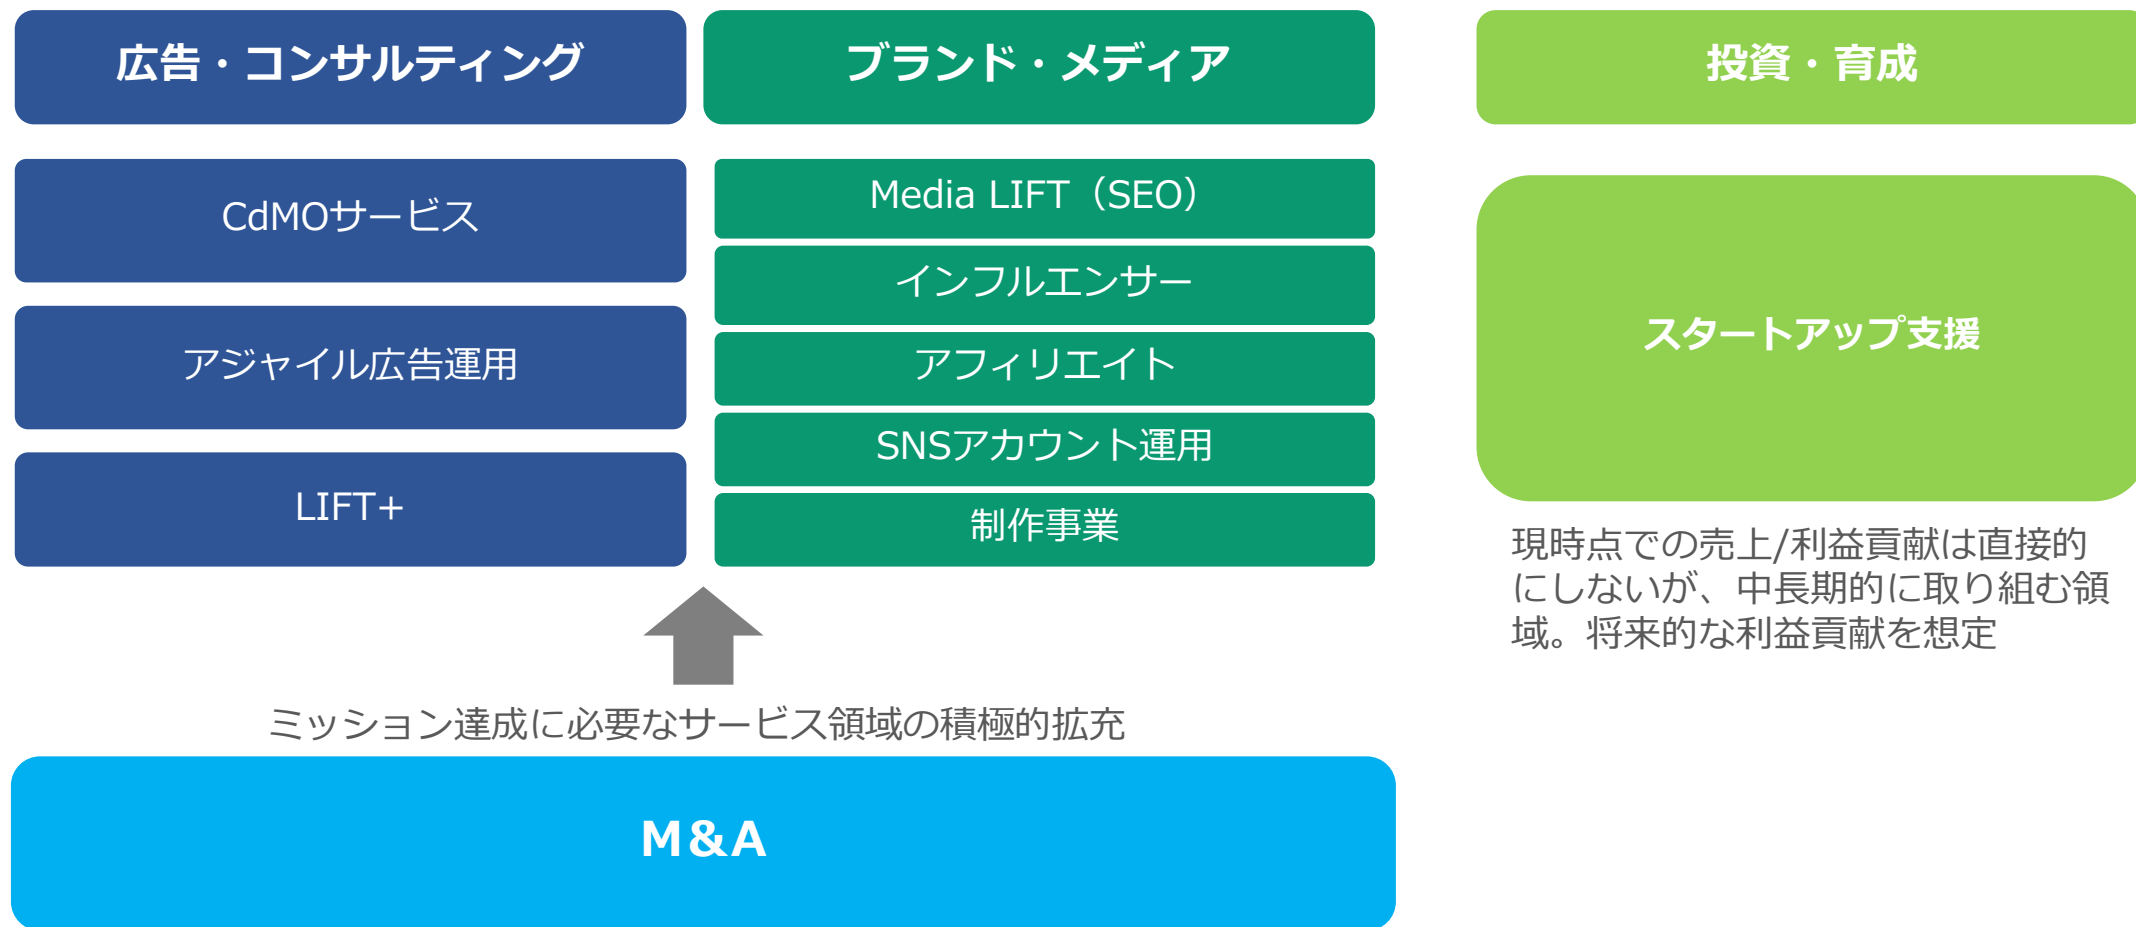 広告・コンサルティング
ブランド・メディア
投資・育成
CdMOサービス
アジャイル広告運用
LIFT+
Media LIFT（SEO）
インフルエンサー
アフィリエイト
SNSアカウント運用
制作事業
スタートアップ支援
現時点での売上/利益貢献は直接的
にしないが、中長期的に取り組む領
域。将来的な利益貢献を想定
ミッション達成に必要なサービス領域の積極的拡充
M&A